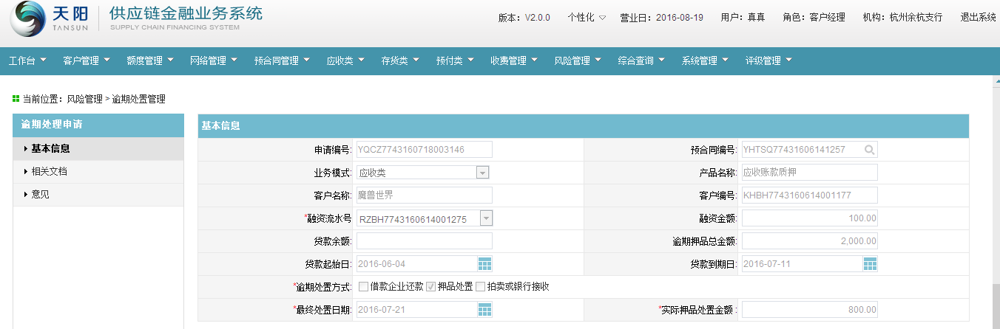 天阳 TANSUN 供应链金融业务系统 SUPPLY CHAIN FINANCING SYSTEM 版本：V2.0.0 个性化 营业日：2016-08-19 用户：真真 角色：客户经理 机构：杭州余杭支行 退出系统
工作台 客户管理 额度管理 网络管理 预合同管理 应收类 存货类 预付类 收费管理 风险管理 综合查询 系统管理 评级管理
当前位置：风险管理 > 逾期处置管理
逾期处理申请
基本信息
相关文档
意见
基本信息
申请编号: YQCZ7743160718003146 预合同编号: YHTSQ77431606141257
业务模式: 应收类 产品名称: 应收账款质押
客户名称: 魔兽世界 客户编号: KHBH7743160614001177
*融资流水号 RZBH7743160614001275 融资金额: 100.00
贷款余额: 逾期押品总金额: 2,000.00
贷款起始日: 2016-06-04 贷款到期日: 2016-07-11
*逾期处置方式: 借款企业还款 押品处置 拍卖或银行接收
*最终处置日期: 2016-07-21 *实际押品处置金额: 800.00